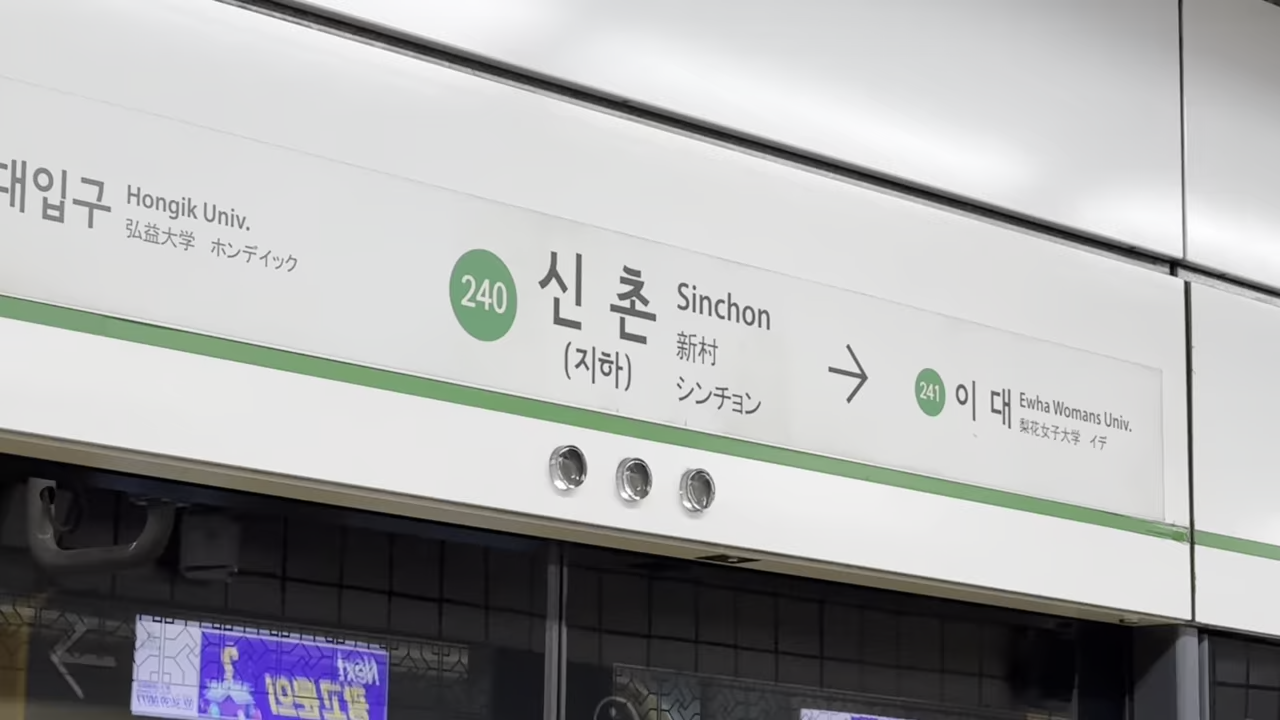 대입구
Hongik Univ.
弘益大学 ホンデイック
240
신촌
(지하)
Sinchon
新村
シンチョン
→
241
이대
Ewha Womans Univ.
梨花女子大学 イデ
Next